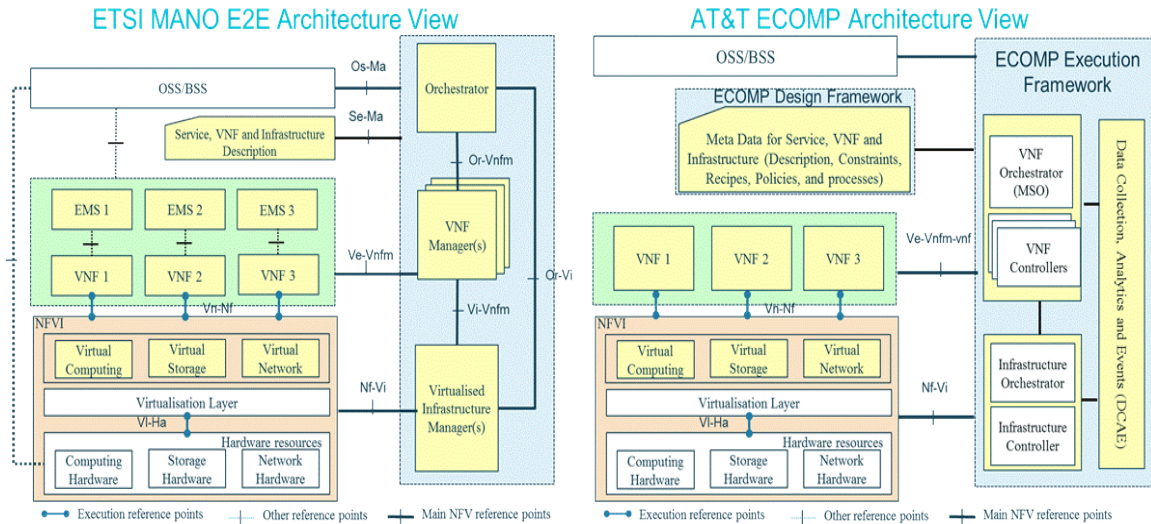 ETSI MANO E2E Architecture View
OSS/BSS
Os-Ma
Orchestrator
Se-Ma
Service, VNF and Infrastructure
Description
Or-Vnfm
EMS 1
EMS 2
EMS 3
VNF
Manager(s)
VNF 1
VNF 2
VNF 3
Ve-Vnfm
Or-Vi
Vn-Nf
Vi-Vnfm
NFVI
Virtual
Computing
Virtual
Storage
Virtual
Network
Nf-Vi
Virtualised
Infrastructure
Manager(s)
Virtualisation Layer
VI-Ha
Hardware resources
Computing
Hardware
Storage
Hardware
Network
Hardware
Execution reference points
Other reference points
Main NFV reference points
AT&T ECOMP Architecture View
OSS/BSS
ECOMP Execution
Framework
ECOMP Design Framework
Meta Data for Service, VNF and
Infrastructure (Description, Constraints,
Recipes, Policies, and processes)
VNF
Orchestrator
(MSO)
VNF
Controllers
Data Collection, Analytics and Events (DCAE)
Ve-Vnfm-vnf
VNF 1
VNF 2
VNF 3
Vn-Nf
NFVI
Virtual
Computing
Virtual
Storage
Virtual
Network
Infrastructure
Orchestrator
Infrastructure
Controller
Nf-Vi
Virtualisation Layer
VI-Ha
Hardware resources
Computing
Hardware
Storage
Hardware
Network
Hardware
Execution reference points
Other reference points
Main NFV reference points